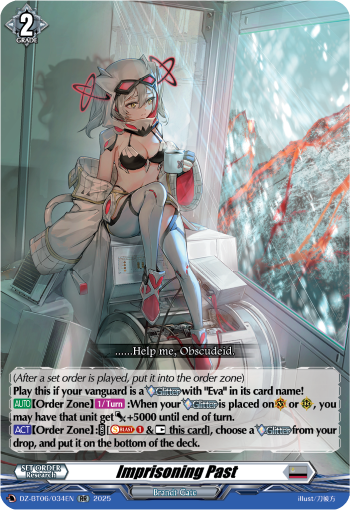 2
GRADE
......Help me, Obscudeid.
(After a set order is played, put it into the order zone)
Play this if your vanguard is a with "Eva" in its card name!
AUTO [Order Zone] 1/Turn :When your is placed on or , you
may have that unit get +5000 until end of turn.
ACT [Order Zone]: [ 1 & this card], choose a from your
drop, and put it on the bottom of the deck.
SET ORDER
Research
Imprisoning Past
Brandt Gate
DZ-BT06/034EN RR 2025
illust/刀彼方